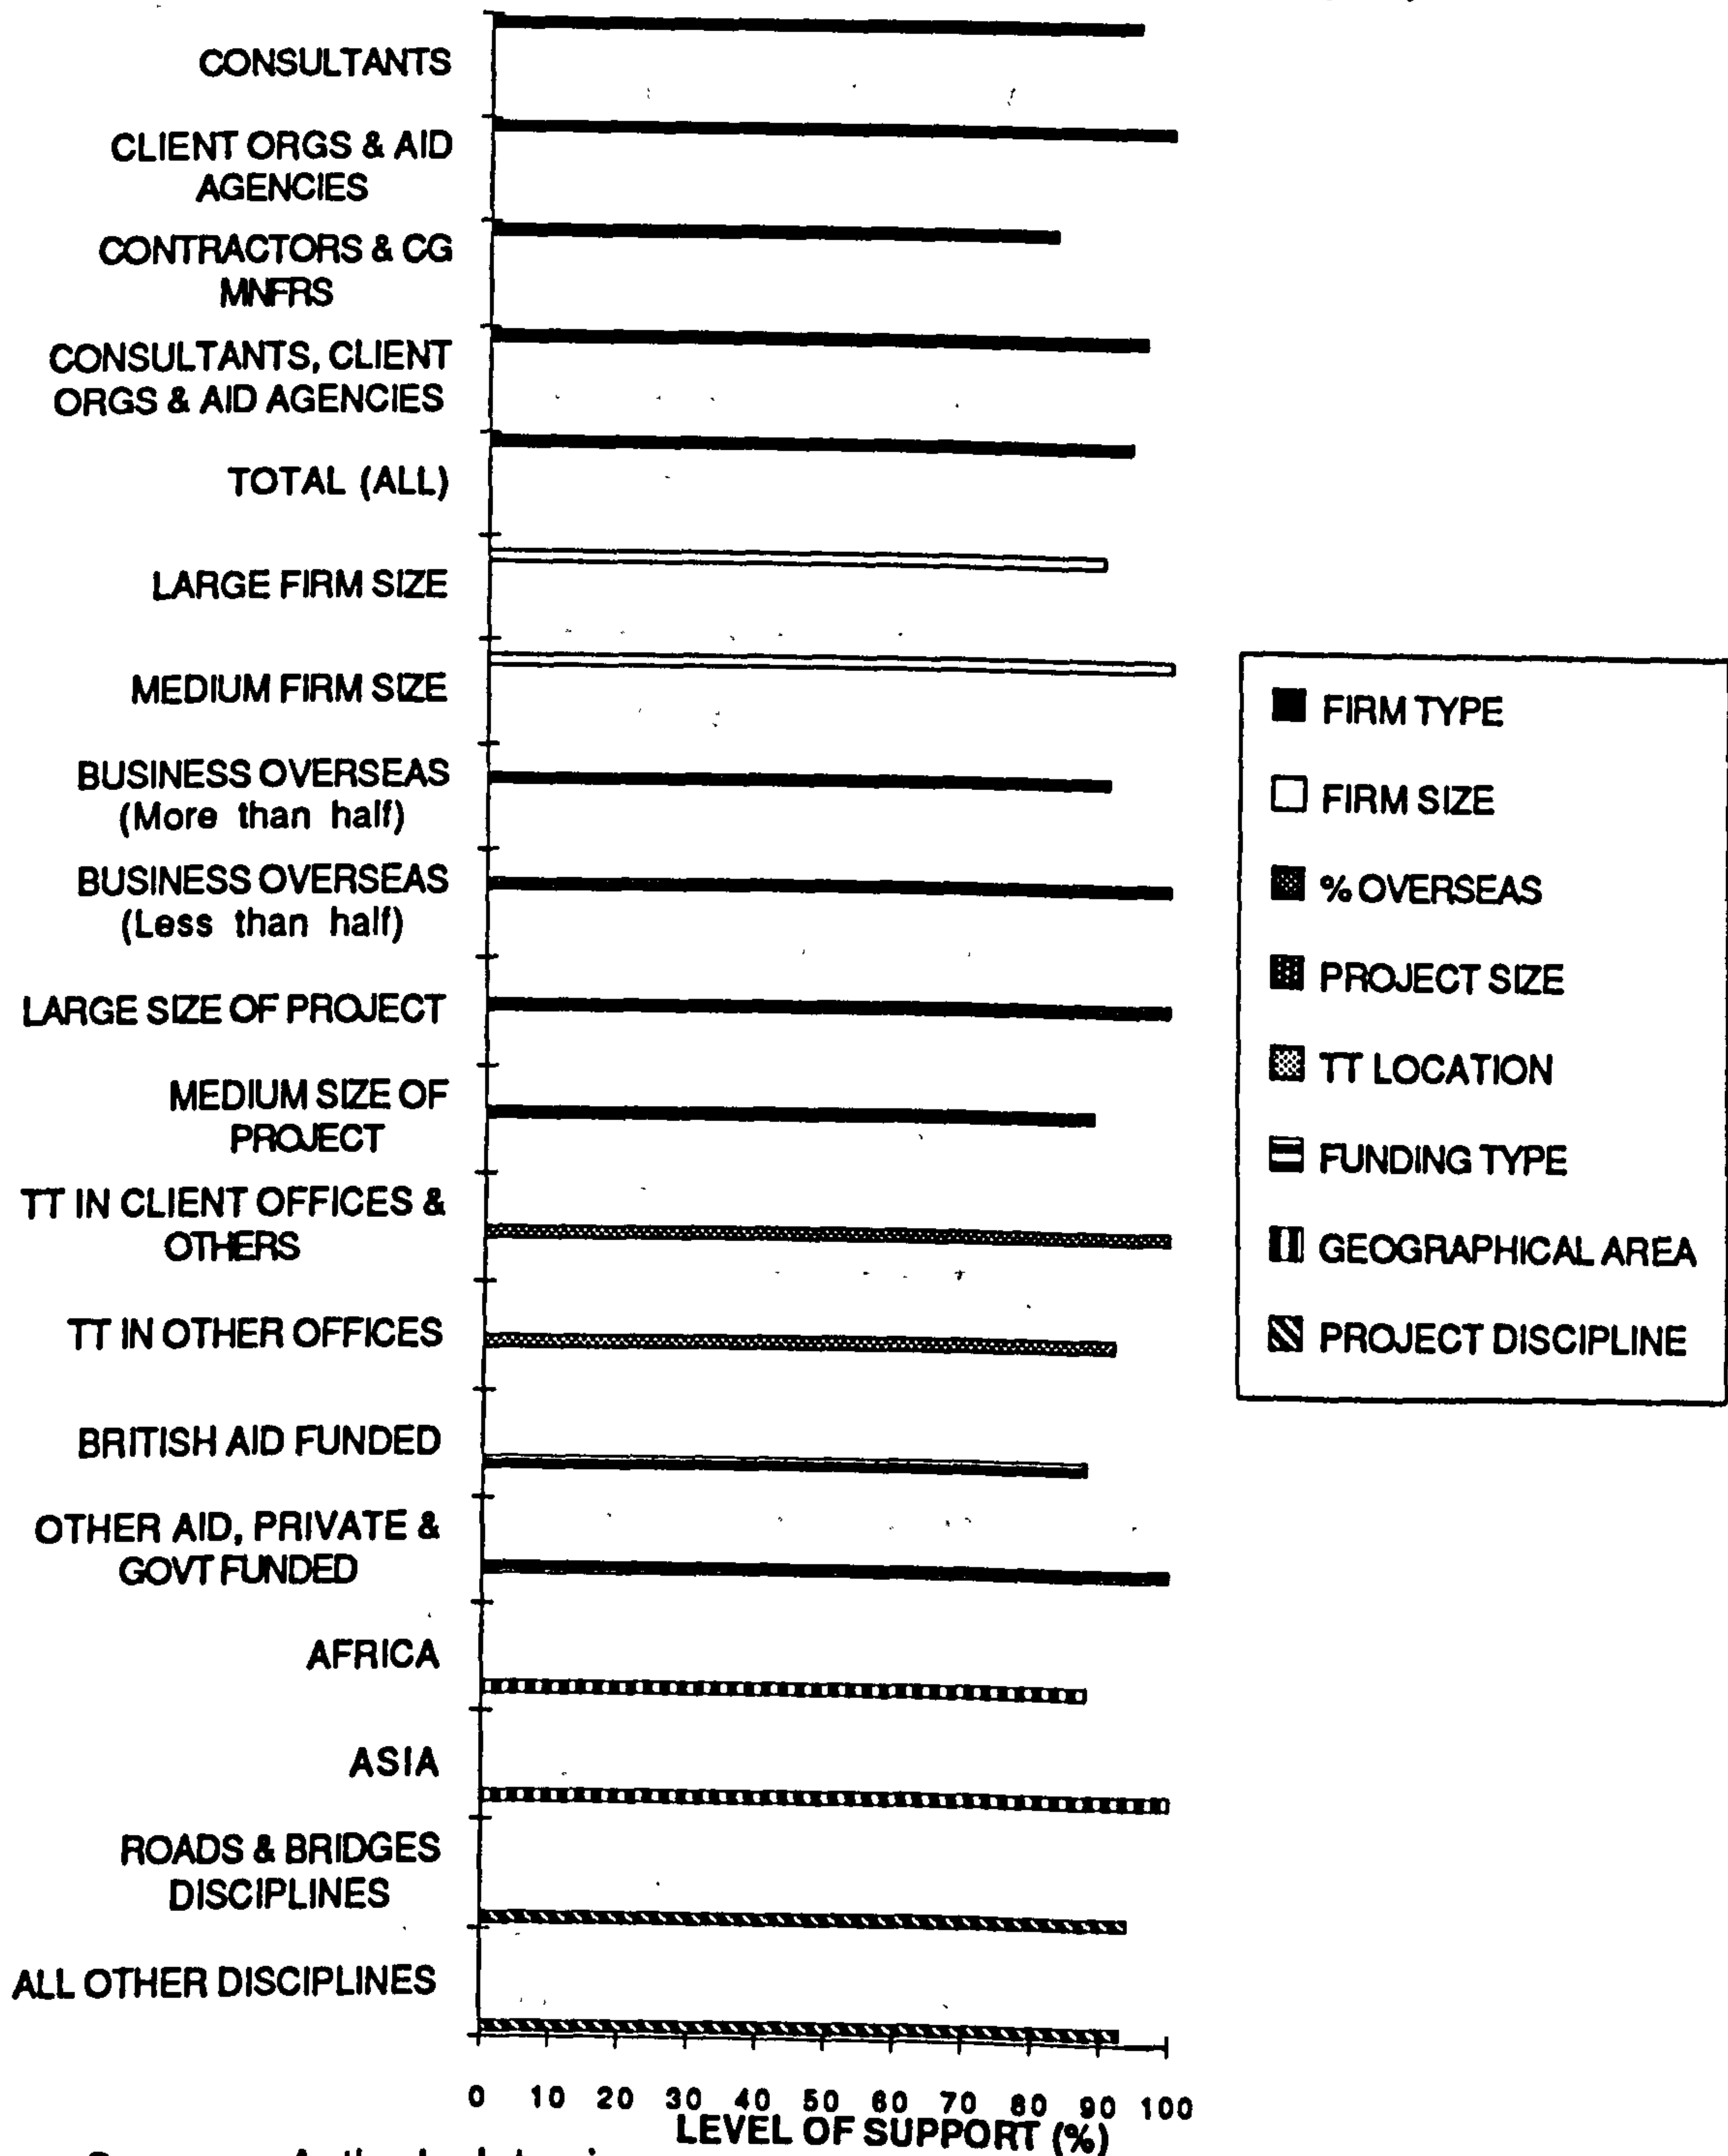 CONSULTANTS
CLIENT ORGS & AID
AGENCIES
CONTRACTORS & CG
MNFRS
CONSULTANTS, CLIENT
ORGS & AID AGENCIES
TOTAL (ALL)
LARGE FIRM SIZE
MEDIUM FIRM SIZE
BUSINESS OVERSEAS
(More than half)
BUSINESS OVERSEAS
(Less than half)
LARGE SIZE OF PROJECT
MEDIUM SIZE OF
PROJECT
TT IN CLIENT OFFICES &
OTHERS
TT IN OTHER OFFICES
BRITISH AID FUNDED
OTHER AID, PRIVATE &
GOVT FUNDED
AFRICA
ASIA
ROADS & BRIDGES
DISCIPLINES
ALL OTHER DISCIPLINES
FIRM TYPE
FIRM SIZE
% OVERSEAS
PROJECT SIZE
TT LOCATION
FUNDING TYPE
GEOGRAPHICAL AREA
PROJECT DISCIPLINE
0 10 20 30 40 50 60 70 80 90 100
LEVEL OF SUPPORT (%)